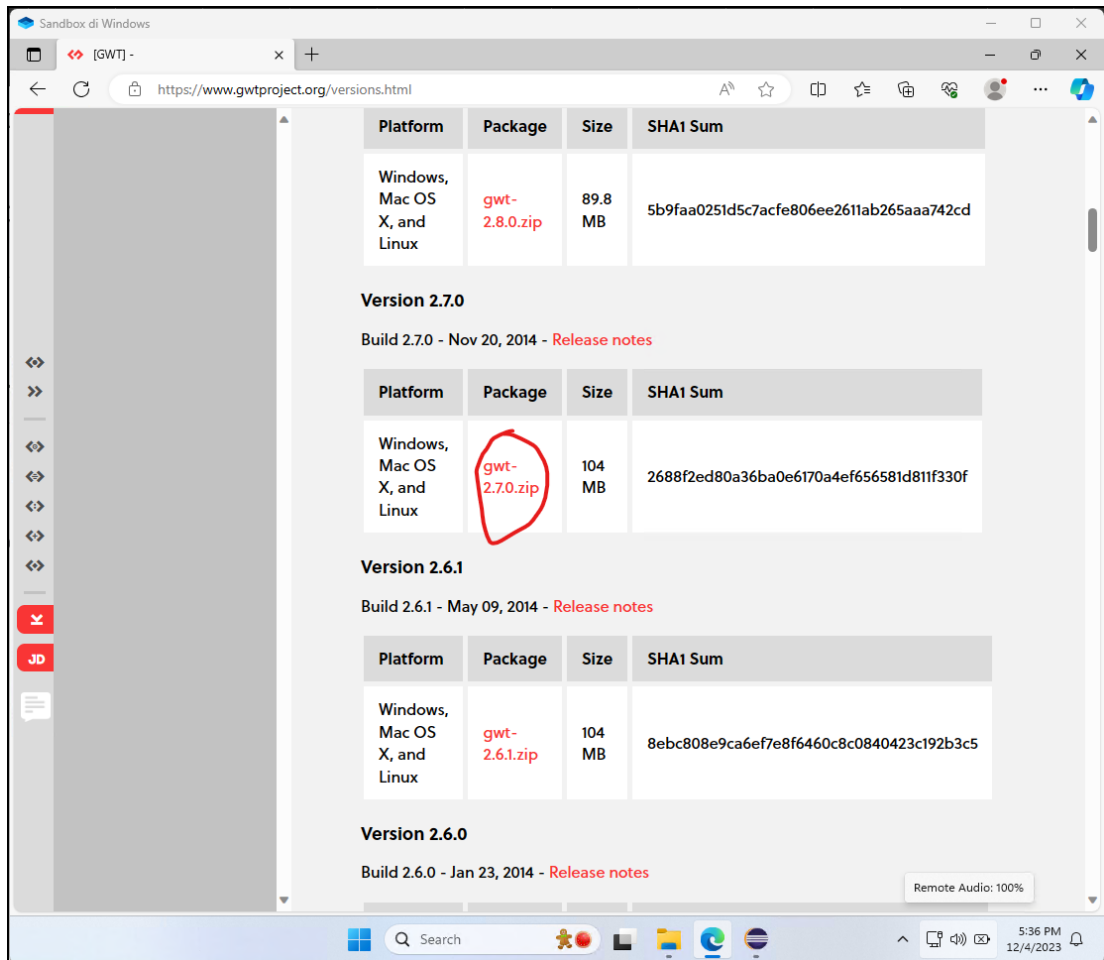 Sandbox di Windows
[GWT] -
https://www.gwtproject.org/versions.html
Platform Package Size SHA1 Sum
Windows,
Mac OS
X, and
Linux
gwt-
2.8.0.zip
89.8
MB
5b9faa0251d5c7acfe806ee2611ab265aaa742cd
Version 2.7.0
Build 2.7.0 - Nov 20, 2014 - Release notes
Platform Package Size SHA1 Sum
Windows,
Mac OS
X, and
Linux
gwt-
2.7.0.zip
104
MB
2688f2ed80a36ba0e6170a4ef656581d811f330f
Version 2.6.1
Build 2.6.1 - May 09, 2014 - Release notes
Platform Package Size SHA1 Sum
Windows,
Mac OS
X, and
Linux
gwt-
2.6.1.zip
104
MB
8ebc808e9ca6ef7e8f6460c8c0840423c192b3c5
Version 2.6.0
Build 2.6.0 - Jan 23, 2014 - Release notes
JD
Remote Audio: 100%
Search
5:36 PM
12/4/2023